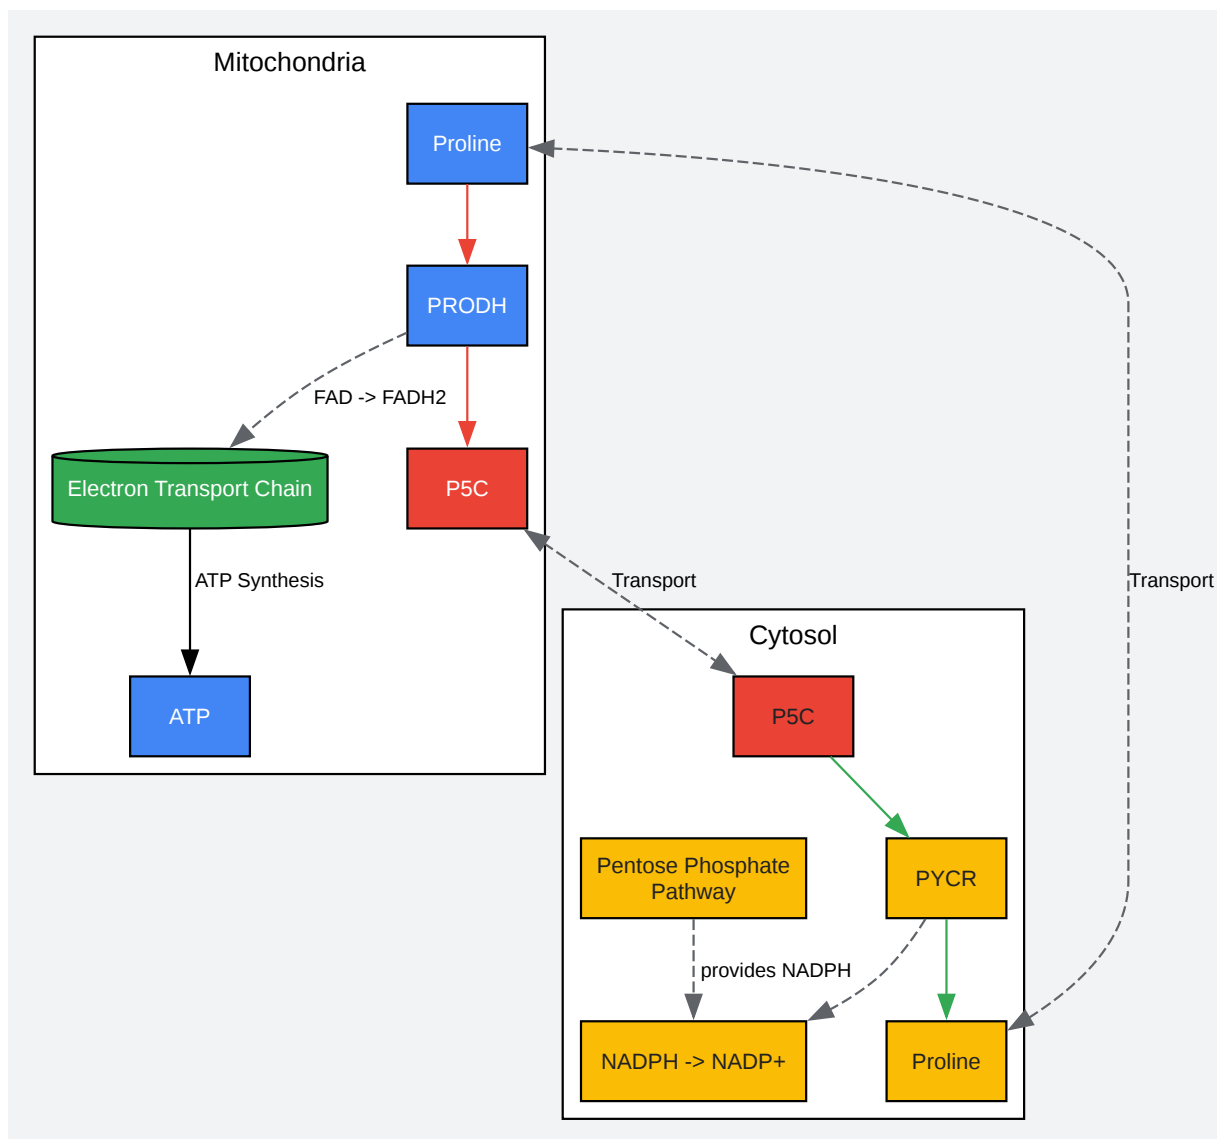 Mitochondria
Proline
PRODH
FAD -> FADH2
Electron Transport Chain
P5C
ATP Synthesis
Transport
Transport
Cytosol
P5C
ATP
Pentose Phosphate
Pathway
PYCR
provides NADPH
NADPH -> NADP+
Proline